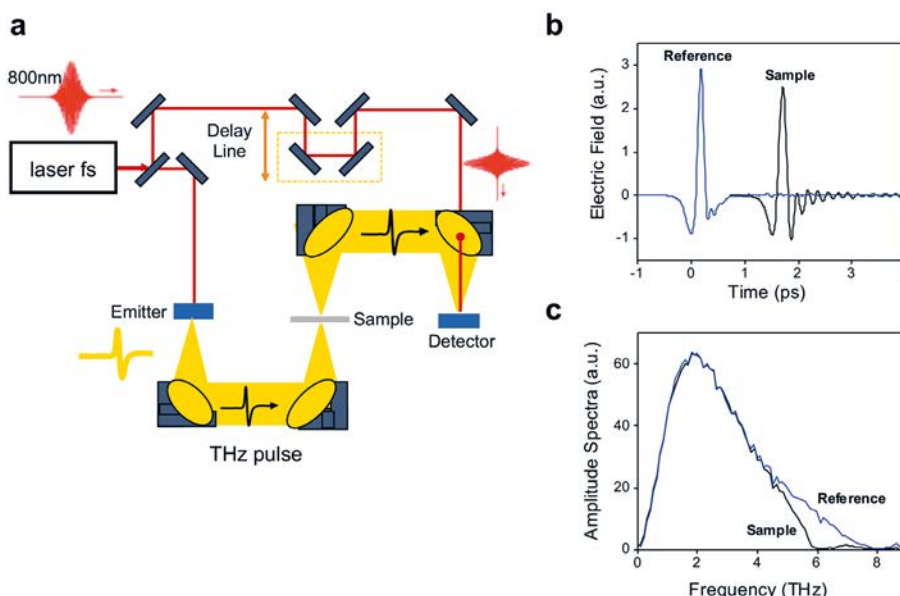 a
800nm
laser fs
Delay
Line
Emitter
Sample
Detector
THz pulse
b
Electric Field (a.u.)
3
2
1
0
-1
Reference
Sample
-1
0
1
2
3
Time (ps)
c
Amplitude Spectra (a.u.)
60
40
20
0
Reference
Sample
0
2
4
6
8
Frequency (THz)